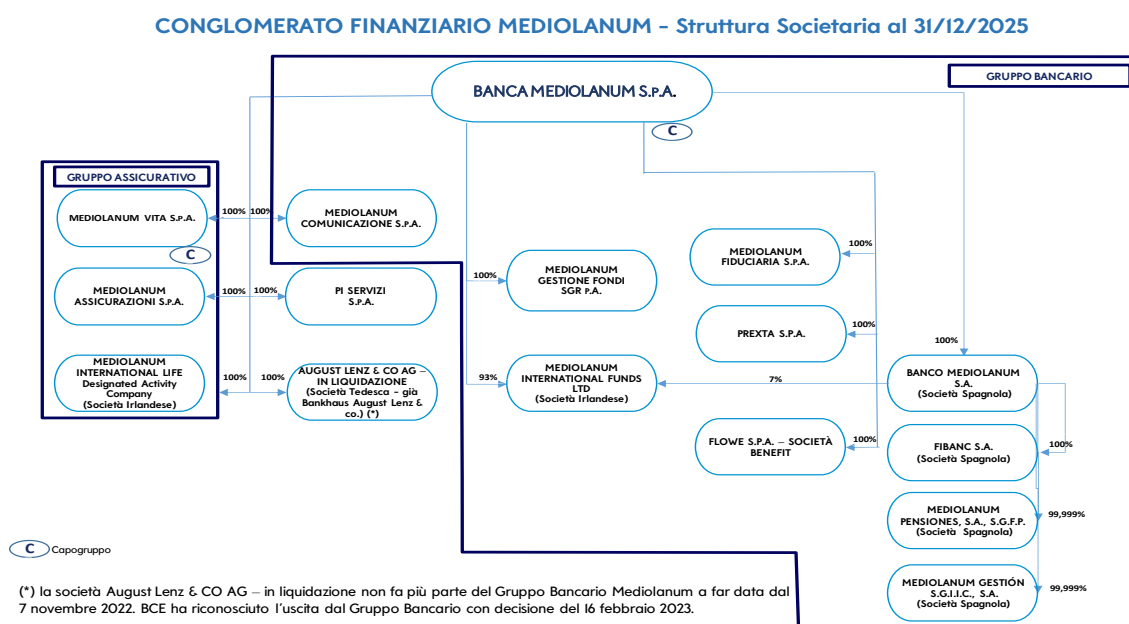 CONGLOMERATO FINANZIARIO MEDIOLANUM – Struttura Societaria al 31/12/2025
GRUPPO BANCARIO
BANCA MEDIOLANUM S.P.A.
C
GRUPPO ASSICURATIVO
MEDIOLANUM VITA S.P.A.
C
100%
100%
MEDIOLANUM
COMUNICAZIONE S.P.A.
MEDIOLANUM
ASSICURAZIONI S.P.A.
100%
100%
PI SERVIZI
S.P.A.
MEDIOLANUM
INTERNATIONAL LIFE
Designated Activity
Company
(Società Irlandese)
100%
100%
AUGUST LENZ & CO AG –
IN LIQUIDAZIONE
(Società Tedesca - già
Bankhaus August Lenz &
co.) (*)
100%
MEDIOLANUM
GESTIONE FONDI
SGR P.A.
93%
MEDIOLANUM
INTERNATIONAL FUNDS
LTD
(Società Irlandese)
7%
MEDIOLANUM
FIDUCIARIA S.P.A.
100%
PREXTA S.P.A.
100%
FLOWE S.P.A. – SOCIETÀ
BENEFIT
100%
100%
BANCO MEDIOLANUM
S.A.
(Società Spagnola)
FIBANC S.A.
(Società Spagnola)
100%
MEDIOLANUM
PENSIONES, S.A., S.G.F.P.
(Società Spagnola)
99,999%
MEDIOLANUM GESTIÓN
S.G.I.I.C., S.A.
(Società Spagnola)
99,999%
C Capogruppo
(*) la società August Lenz & CO AG – in liquidazione non fa più parte del Gruppo Bancario Mediolanum a far data dal
7 novembre 2022. BCE ha riconosciuto l'uscita dal Gruppo Bancario con decisione del 16 febbraio 2023.